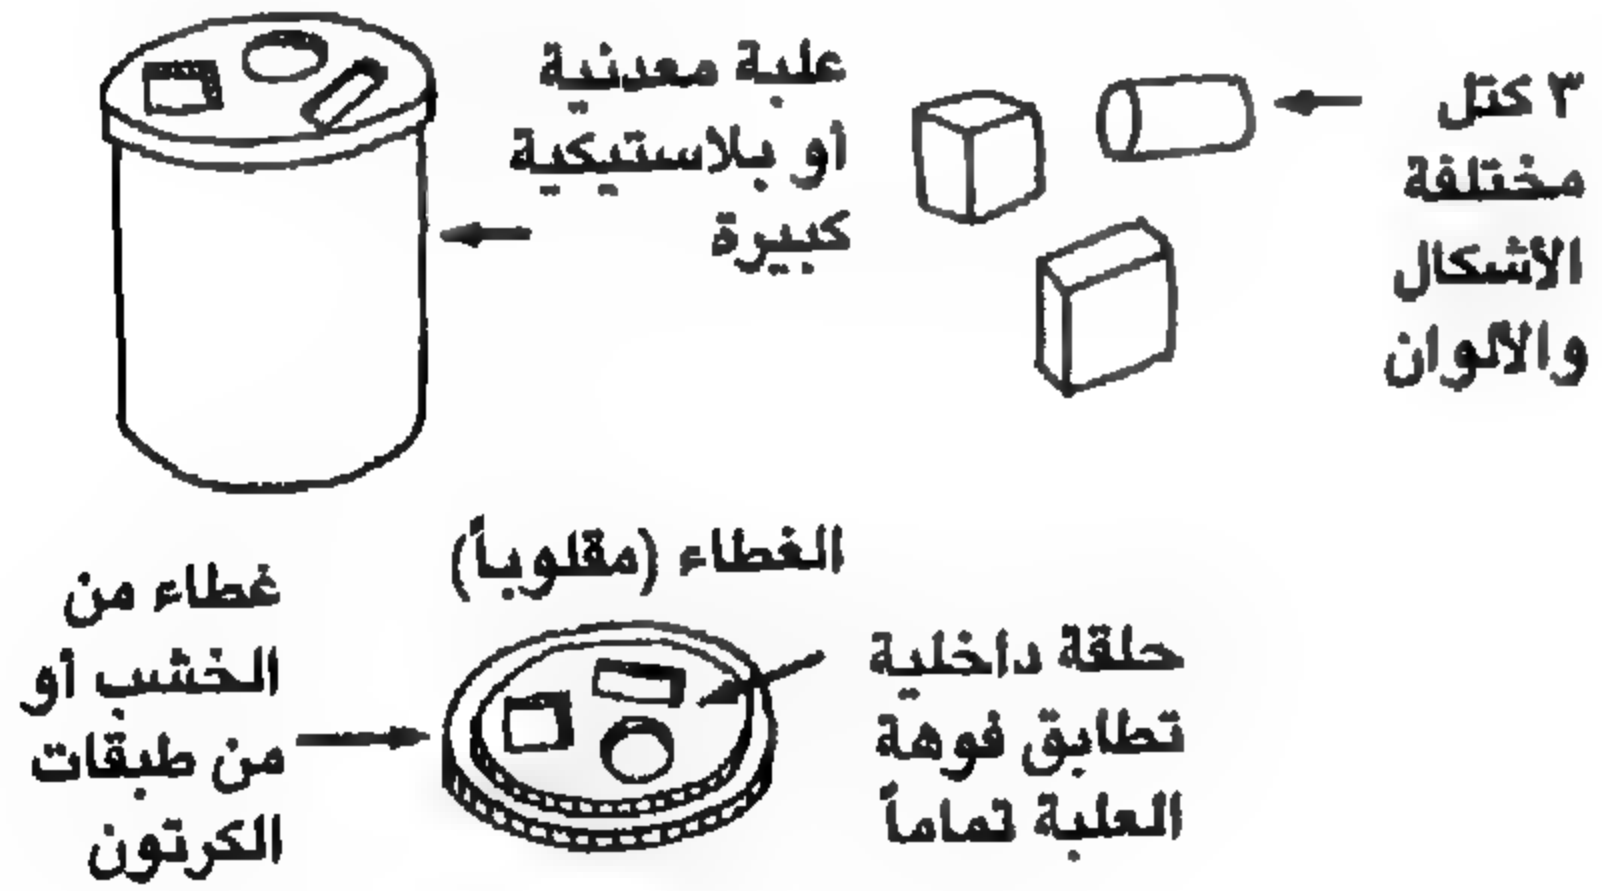 ٣ كتل
مختلفة
الأشكال
والألوان
علبة معدنية
أو بلاستيكية
كبيرة
الغطاء (مقلوباً)
حلقة داخلية
تطابق فوهة
العلبة تماماً
غطاء من
الخشب أو
من طبقات
الكرتون